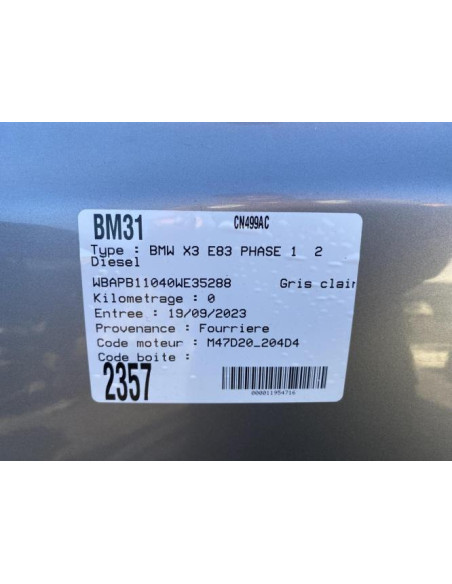 BM31 CN499AC
Type : BMW X3 E83 PHASE 1 2
Diesel
WBAPB11040WE35288 Gris clair
Kilometrage : 0
Entree : 19/09/2023
Provenance : Fourriere
Code moteur : M47D20_204D4
Code boite :
2357
000011954716